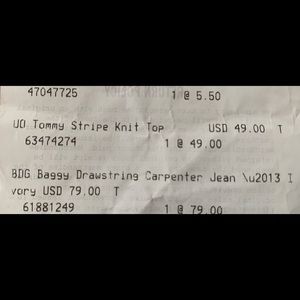 47047725 1 @ 5.50
UO Tommy Stripe Knit Top USD 49.00 T
63474274 1 @ 49.00
BDG Baggy Drawstring Carpenter Jean \u2013 I
vory USD 79.00 T
61881249 1 @ 79.00